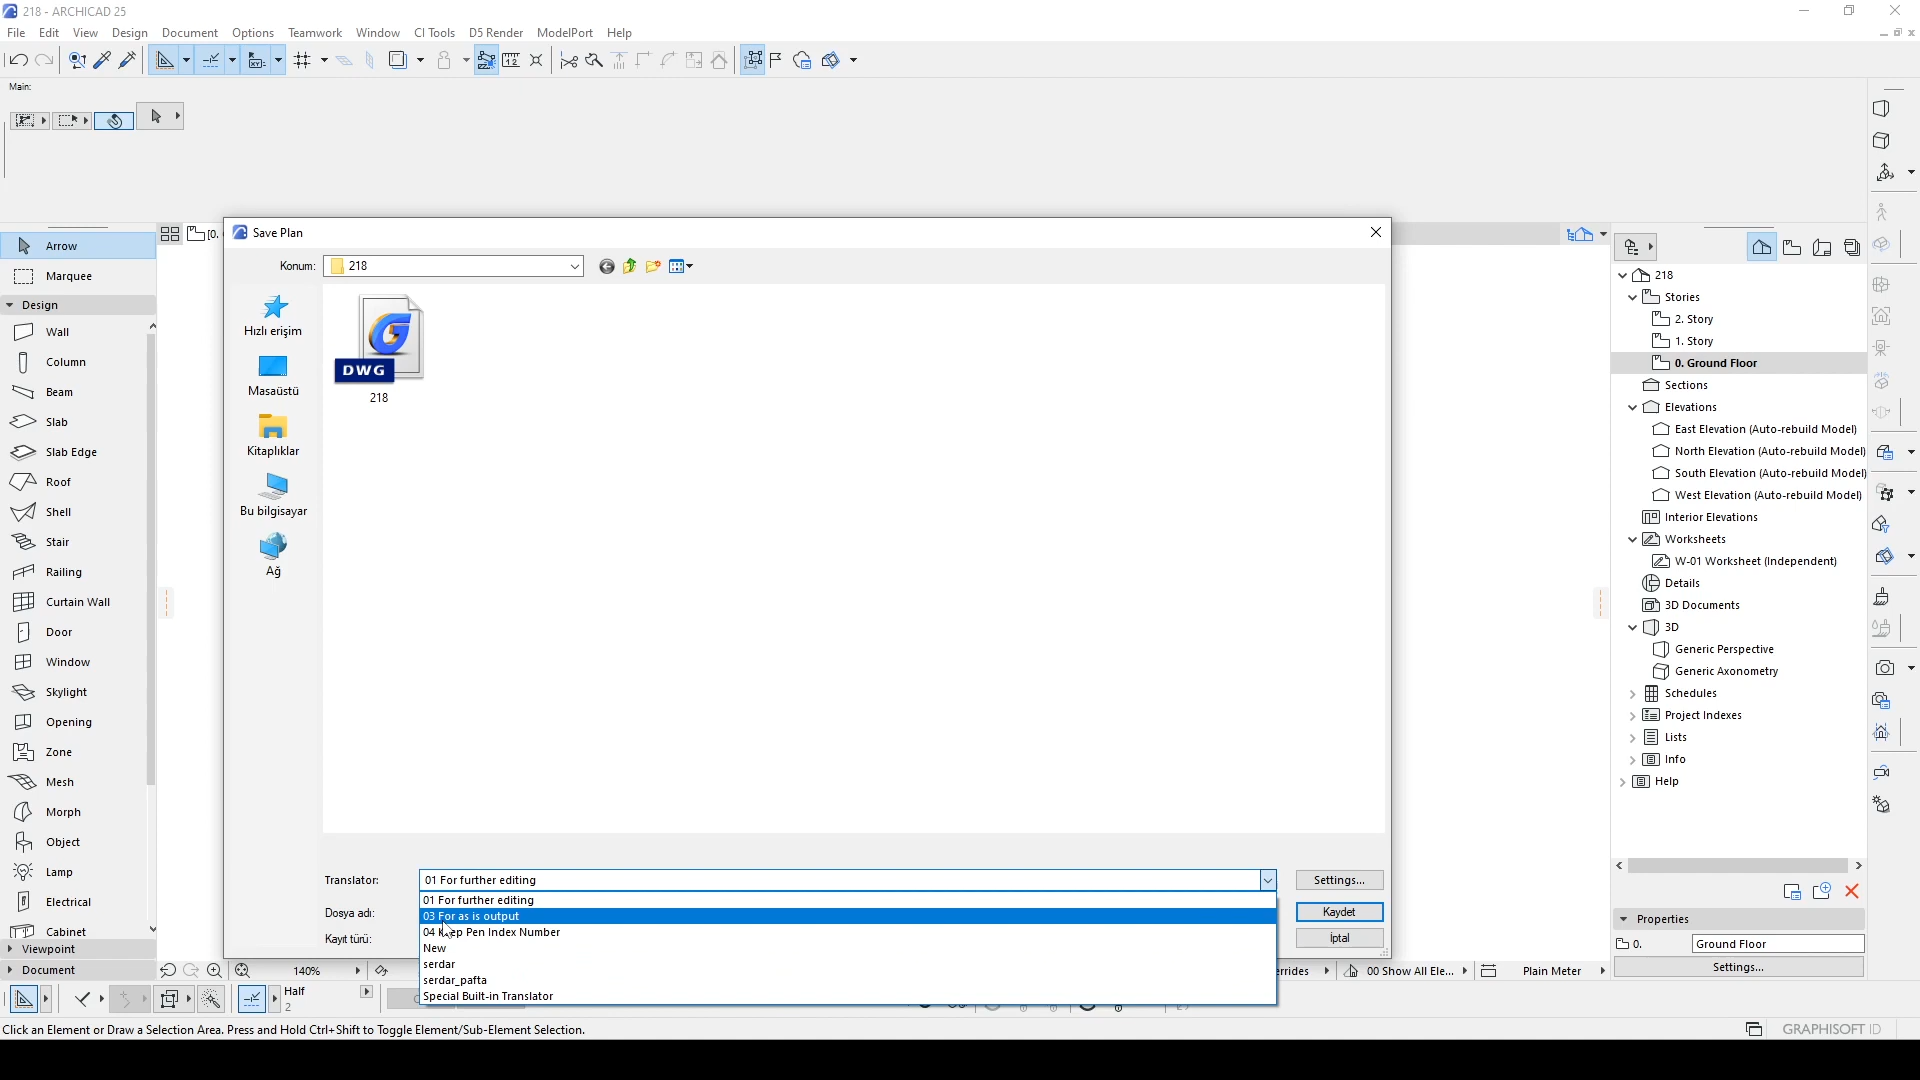 218 - ARCHICAD 25
File Edit View Design Document Options Teamwork Window CI Tools D5 Render ModelPort Help
Main:
Arrow
Marquee
Design
Wall
Column
Beam
Slab
Slab Edge
Roof
Shell
Stair
Railing
Curtain Wall
Door
Window
Skylight
Opening
Zone
Mesh
Morph
Object
Lamp
Electrical
Cabinet
Viewpoint
Document
[0.
Save Plan
Konum: 218
Hızlı erişim
Masaüstü
Kitaplıklar
Bu bilgisayar
Ağ
DWG
218
Translator: 01 For further editing Settings...
Dosya adı: Kaydet
Kayıt türü: İptal
01 For further editing
03 For as is output
04 Keep Pen Index Number
New
serdar
serdar_pafta
Special Built-in Translator
218
Stories
2. Story
1. Story
0. Ground Floor
Sections
Elevations
East Elevation (Auto-rebuild Model)
North Elevation (Auto-rebuild Model)
South Elevation (Auto-rebuild Model)
West Elevation (Auto-rebuild Model)
Interior Elevations
Worksheets
W-01 Worksheet (Independent)
Details
3D Documents
3D
Generic Perspective
Generic Axonometry
Schedules
Project Indexes
Lists
Info
Help
Properties
0. Ground Floor
Settings...
140% errides 00 Show All Ele... Plain Meter
Half
2
Click an Element or Draw a Selection Area. Press and Hold Ctrl+Shift to Toggle Element/Sub-Element Selection.
GRAPHISOFT ID